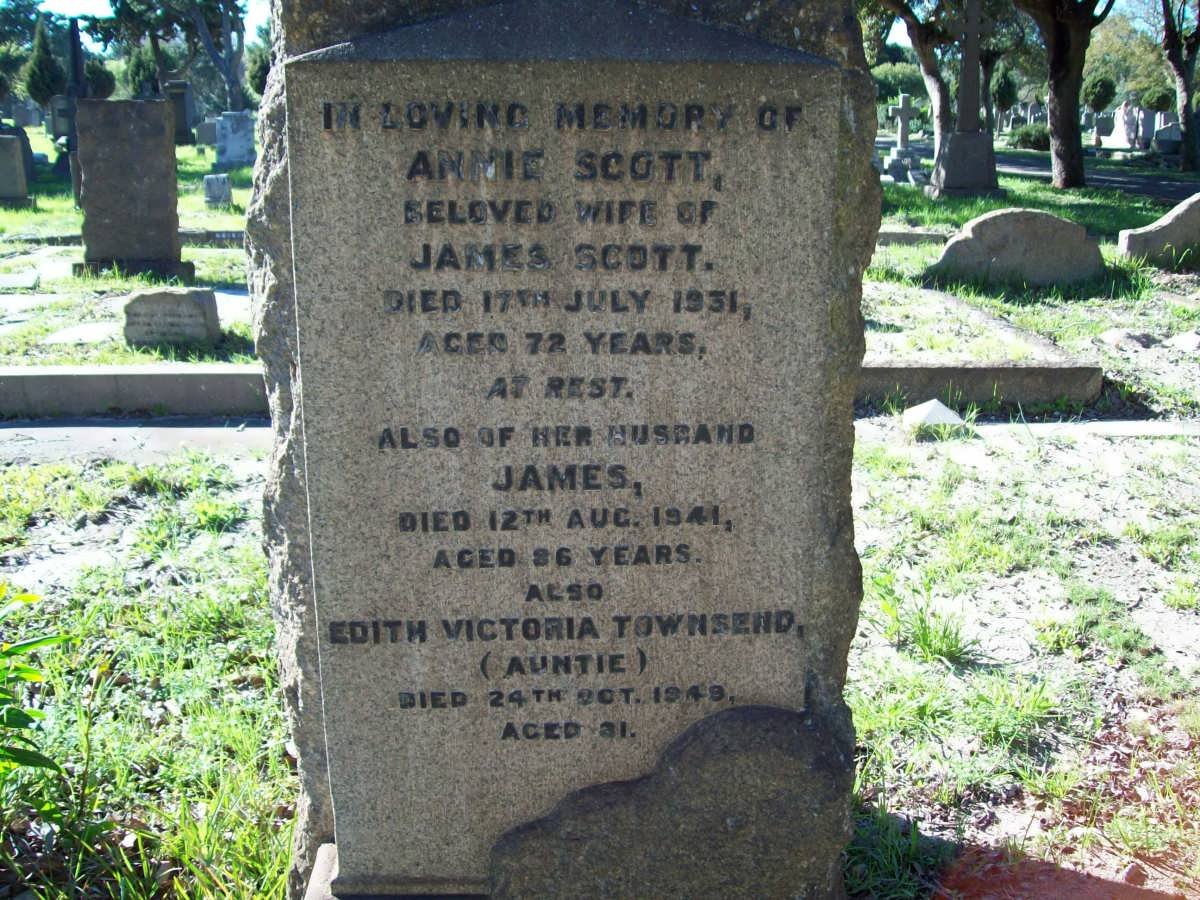 IN LOVING MEMORY OF
ANNIE SCOTT,
BELOVED WIFE OF
JAMES SCOTT.
DIED 17TH JULY 1931,
AGED 72 YEARS,
AT REST.
ALSO OF HER HUSBAND
JAMES,
DIED 12TH AUG. 1941,
AGED 86 YEARS.
ALSO
EDITH VICTORIA TOWNSEND,
(AUNTIE)
DIED 24TH OCT.
AGED 81.